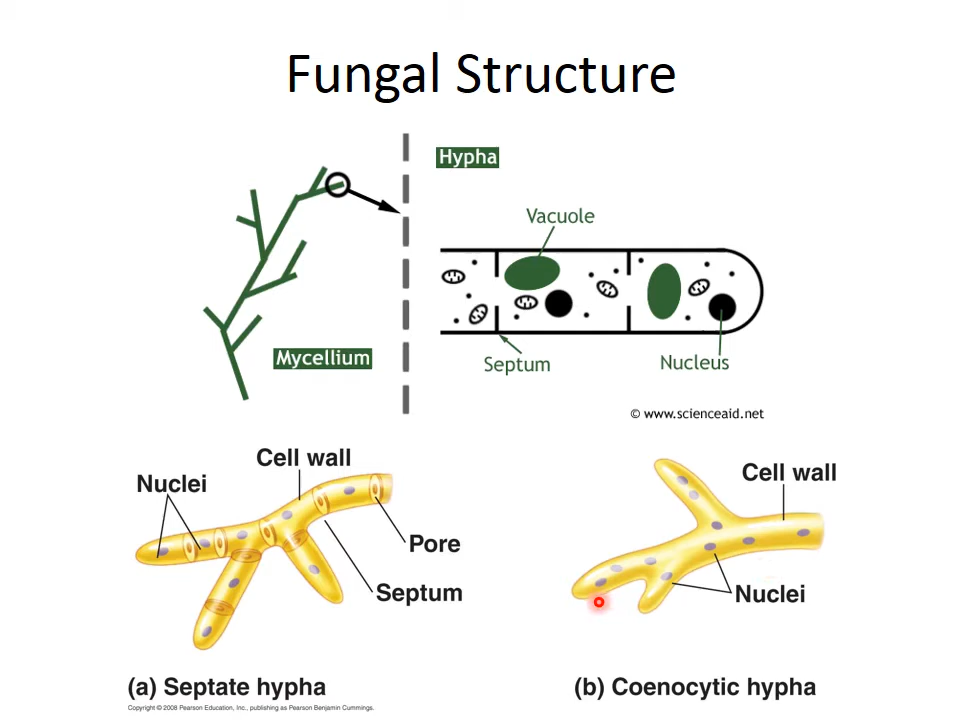 Fungal Structure
Hypha
Vacuole
Mycellium
Septum
Nucleus
© www.scienceaid.net
Cell wall
Nuclei
Pore
Septum
(a) Septate hypha
Copyright © 2008 Pearson Education, Inc., publishing as Pearson Benjamin Cummings.
Cell wall
Nuclei
(b) Coenocytic hypha